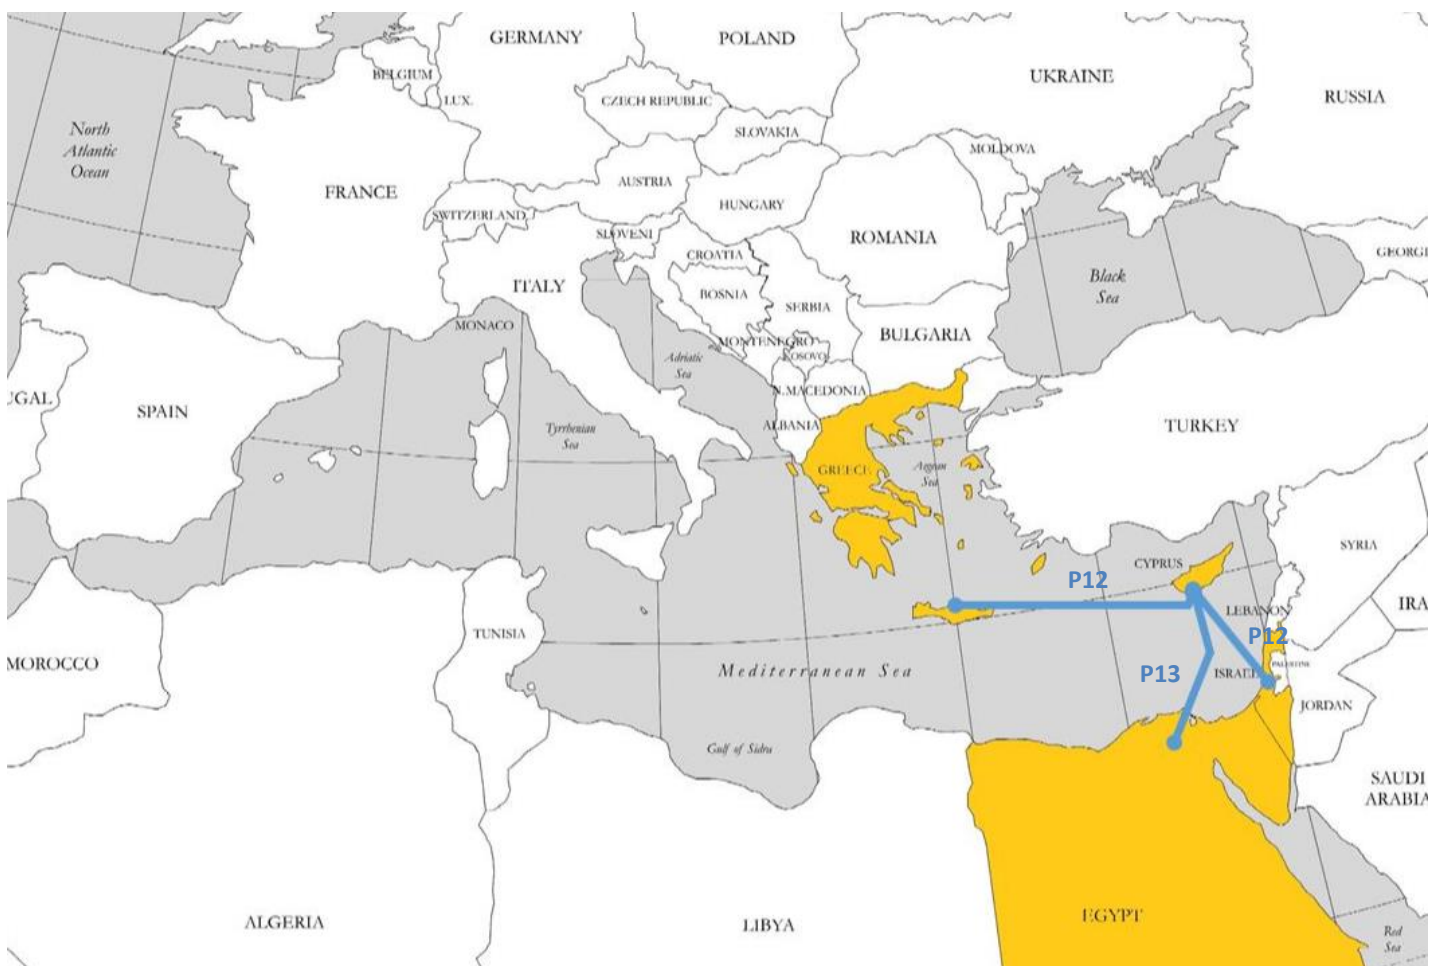 GERMANY
POLAND
UKRAINE
RUSSIA
BELGIUM
LUX.
CZECH REPUBLIC
SLOVAKIA
MOLDOVA
North
Atlantic
Ocean
FRANCE
AUSTRIA
HUNGARY
SWITZERLAND
SLOVENI
CROATIA
ROMANIA
GEORGI
ITALY
BOSNIA
SERBIA
Black
Sea
MONACO
MONTENEGRO
KOSOVO
BULGARIA
Adriatic
Sea
N.MACEDONIA
UGAL
SPAIN
ALBANIA
TURKEY
Tyrrhenian
Sea
GREECE
Aegean
Sea
SYRIA
CYPRUS
P12
LEBANON
IRA
TUNISIA
P12
MOROCCO
Mediterranean Sea
P13
ISRAEL
PALESTINE
JORDAN
Gulf of Sidra
SAUDI
ARABIA
ALGERIA
LIBYA
EGYPT
Red
Sea